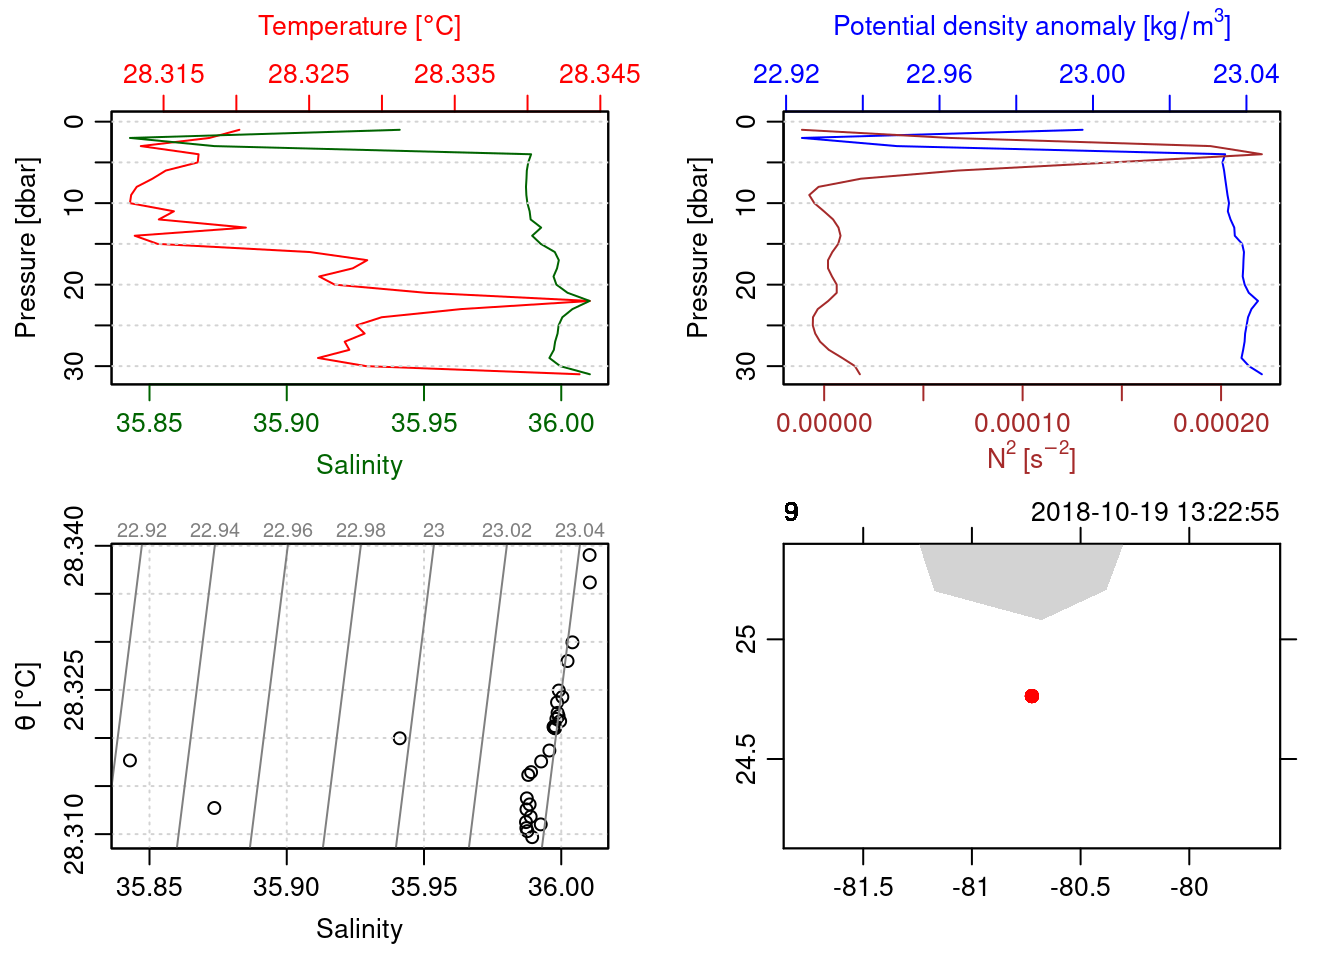 Temperature [°C]
28.315 28.325 28.335 28.345
0
10
20
30
Pressure [dbar]
35.85 35.90 35.95 36.00
Salinity
Potential density anomaly [kg/m³]
22.92 22.96 23.00 23.04
0
10
20
30
Pressure [dbar]
0.00000 0.00010 0.00020
N² [s⁻²]
22.92 22.94 22.96 22.98 23 23.02 23.04
28.340
28.325
28.310
θ [°C]
35.85 35.90 35.95 36.00
Salinity
2018-10-19 13:22:55
25
24.5
-81.5 -81 -80.5 -80